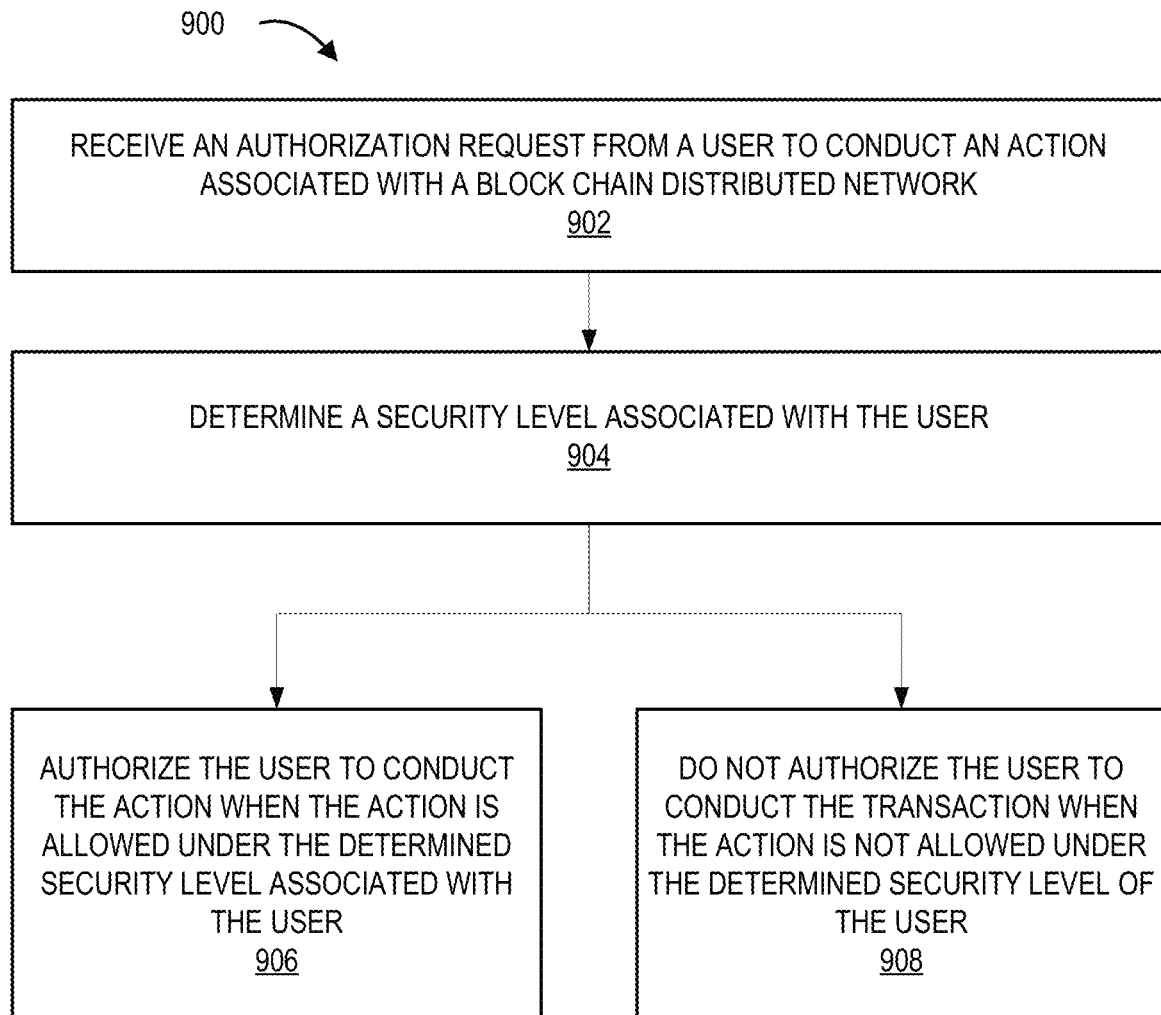 900
RECEIVE AN AUTHORIZATION REQUEST FROM A USER TO CONDUCT AN ACTION
ASSOCIATED WITH A BLOCK CHAIN DISTRIBUTED NETWORK
902
DETERMINE A SECURITY LEVEL ASSOCIATED WITH THE USER
904
AUTHORIZE THE USER TO CONDUCT
THE ACTION WHEN THE ACTION IS
ALLOWED UNDER THE DETERMINED
SECURITY LEVEL ASSOCIATED WITH
THE USER
906
DO NOT AUTHORIZE THE USER TO
CONDUCT THE TRANSACTION WHEN
THE ACTION IS NOT ALLOWED UNDER
THE DETERMINED SECURITY LEVEL OF
THE USER
908